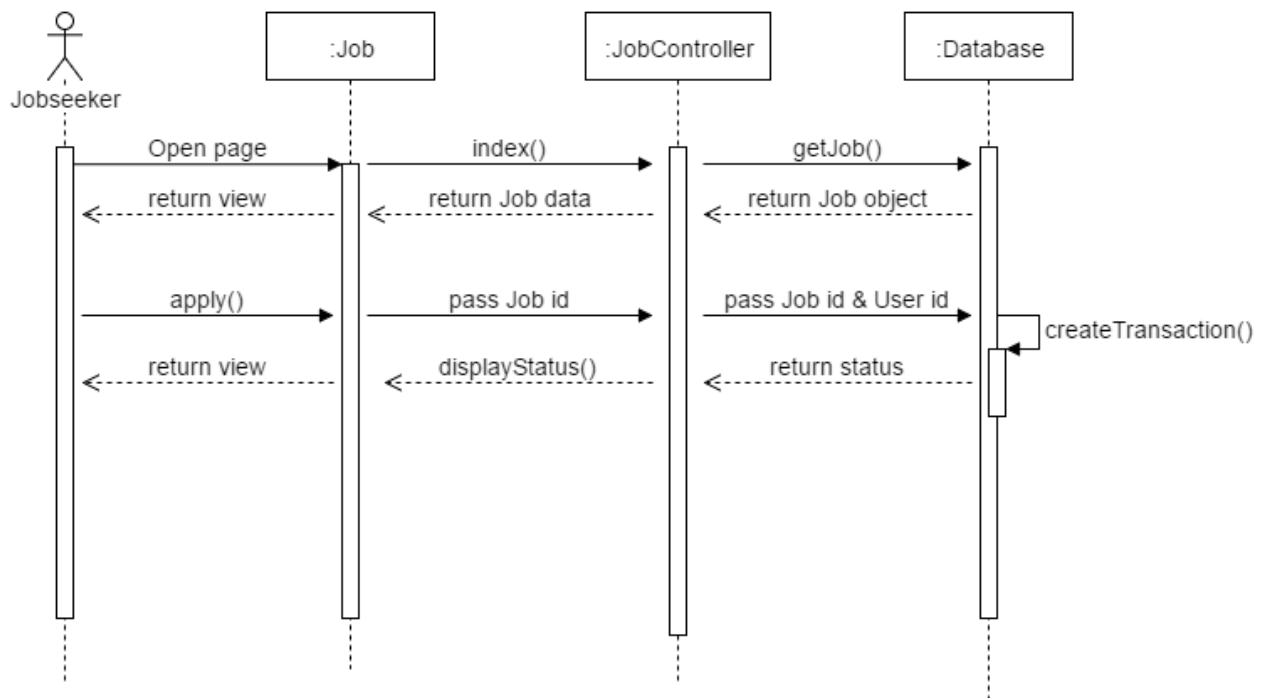 :Job
:JobController
:Database
Jobseeker
Open page
index()
getJob()
return view
return Job data
return Job object
apply()
pass Job id
pass Job id & User id
createTransaction()
return view
displayStatus()
return status